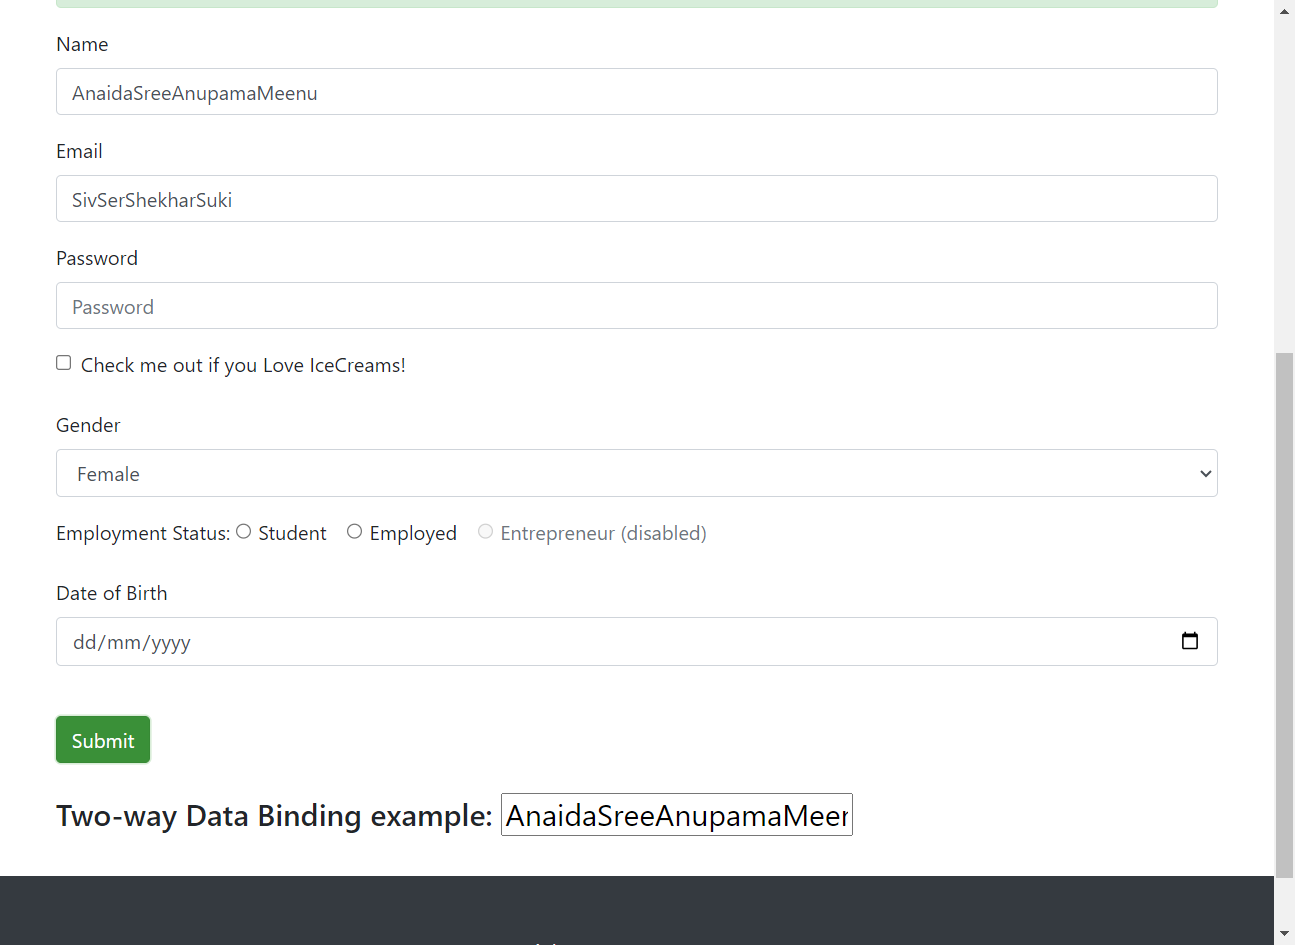 Name
AnaidaSreeAnupamaMeenu
Email
SivSerShekharSuki
Password
Password
Check me out if you Love IceCreams!
Gender
Female
Employment Status: Student Employed Entrepreneur (disabled)
Date of Birth
dd/mm/yyyy
Submit
Two-way Data Binding example: AnaidaSreeAnupamaMeen